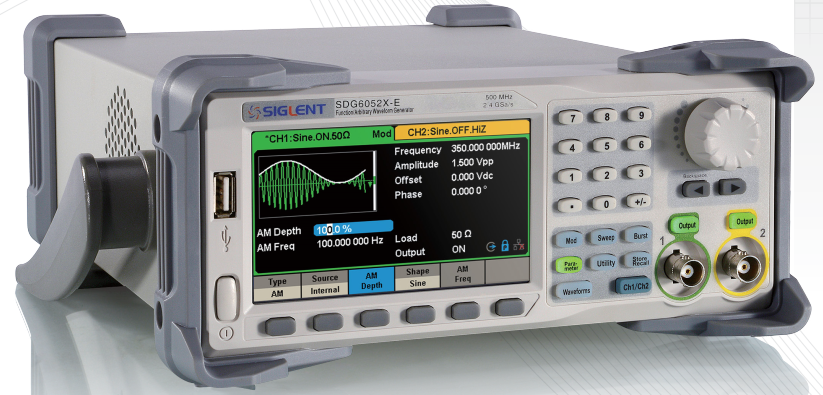 SIGLENT
SDG6052X-E
Function/Arbitrary Waveform Generator
500 MHz
2.4 GSa/s
*CH1:Sine.ON.50Ω Mod
CH2:Sine.OFF.HiZ
Frequency 350.000 000MHz
Amplitude 1.500 Vpp
Offset 0.000 Vdc
Phase 0.000 0 °
AM Depth 100.0 %
AM Freq 100.000 000 Hz
Load 50 Ω
Output ON
Type
AM
Source
Internal
AM
Depth
Shape
Sine
AM
Freq
7 8 9
4 5 6
1 2 3
. 0 +/-
Mod Sweep Burst
Para-
meter
Utility
Store
Recall
Waveforms
Ch1/Ch2
Output
1
Output
2